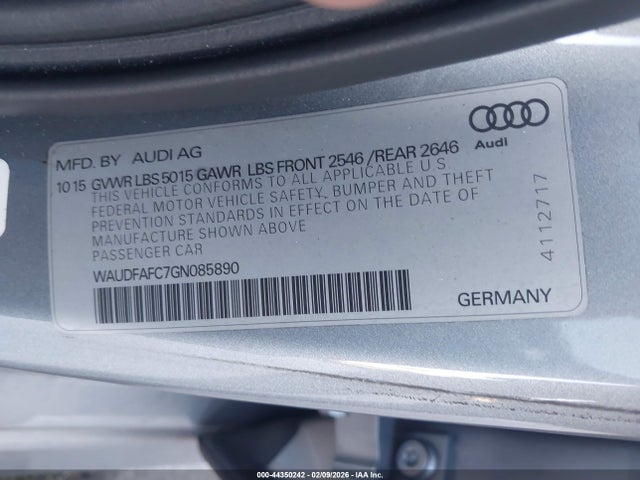 MFD. BY AUDI AG
Audi
10 15 GVWR LBS 5015 GAWR LBS FRONT 2546 / REAR 2646
THIS VEHICLE CONFORMS TO ALL APPLICABLE U.S.
FEDERAL MOTOR VEHICLE SAFETY, BUMPER AND THEFT
PREVENTION STANDARDS IN EFFECT ON THE DATE OF
MANUFACTURE SHOWN ABOVE
PASSENGER CAR
WAUDFAFC7GN085890
GERMANY
4112717
000-44350242 - 02/09/2026 - IAA Inc.